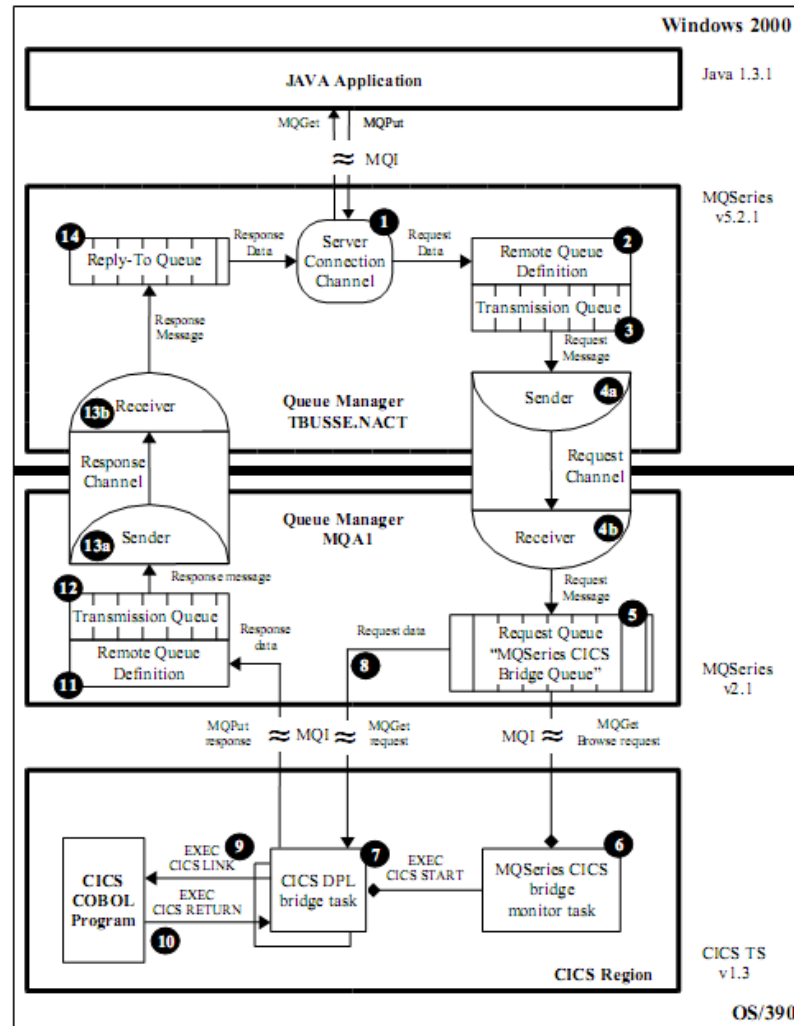 Windows 2000
JAVA Application
Java 1.3.1
MQGet
MQPut
≈ MQI
MQSeries
v5.2.1
14
Reply-To Queue
Response
Data
1
Server
Connection
Channel
Request
Data
2
Remote Queue
Definition
Transmission Queue
3
Response
Message
Request
Message
13b
Receiver
Queue Manager
TBUSSE.NACT
Sender
4a
Response
Channel
Request
Channel
13a
Sender
Queue Manager
MQA1
Receiver
4b
Response message
Request
Message
12
Transmission Queue
Remote Queue
Definition
11
Response
data
Request data
8
5
Request Queue
“MQSeries CICS
Bridge Queue”
MQSeries
v2.1
MQPut
response
≈ MQI ≈
MQGet
request
MQI ≈
MQGet
Browse request
CICS
COBOL
Program
9
EXEC
CICS LINK
EXEC
CICS RETURN
10
7
CICS DPL
bridge task
EXEC
CICS START
6
MQSeries CICS
bridge
monitor task
CICS Region
CICS TS
v1.3
OS/390